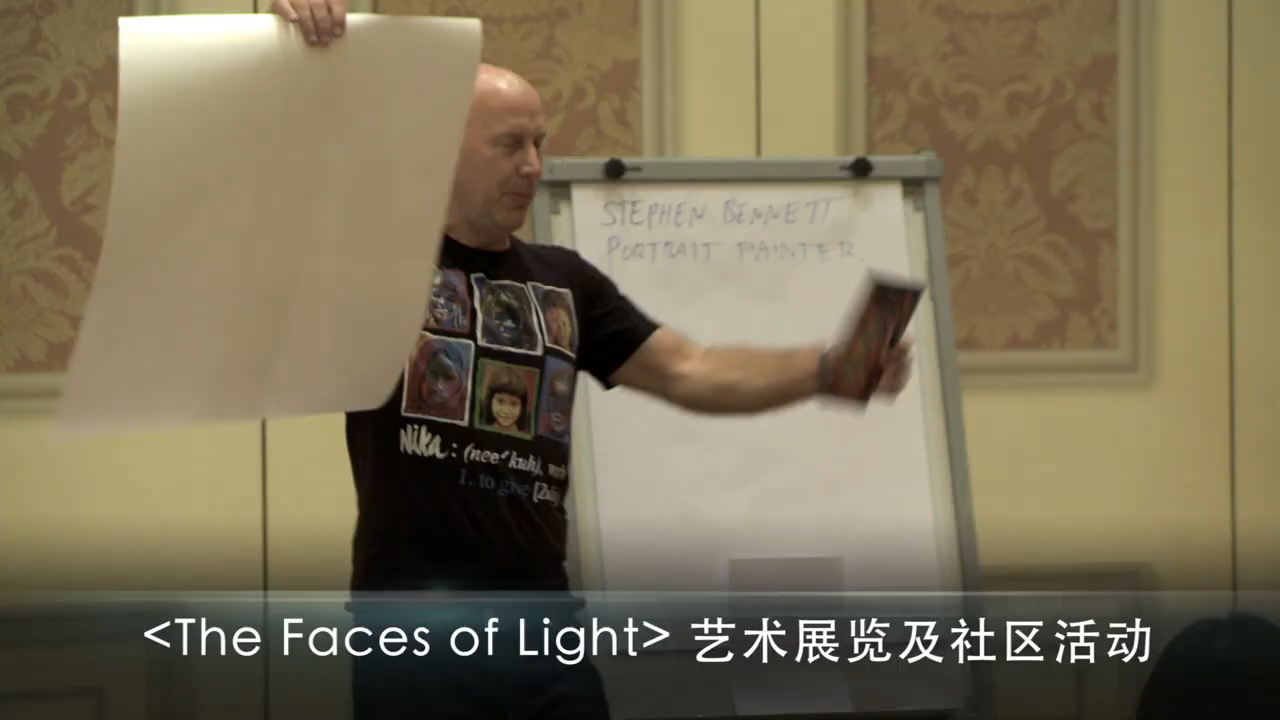 STEPHEN BENNETT
PORTRAIT PAINTER
Nika: (nee' kuh),
1. to give [Zulu
<The Faces of Light> 艺术展览及社区活动